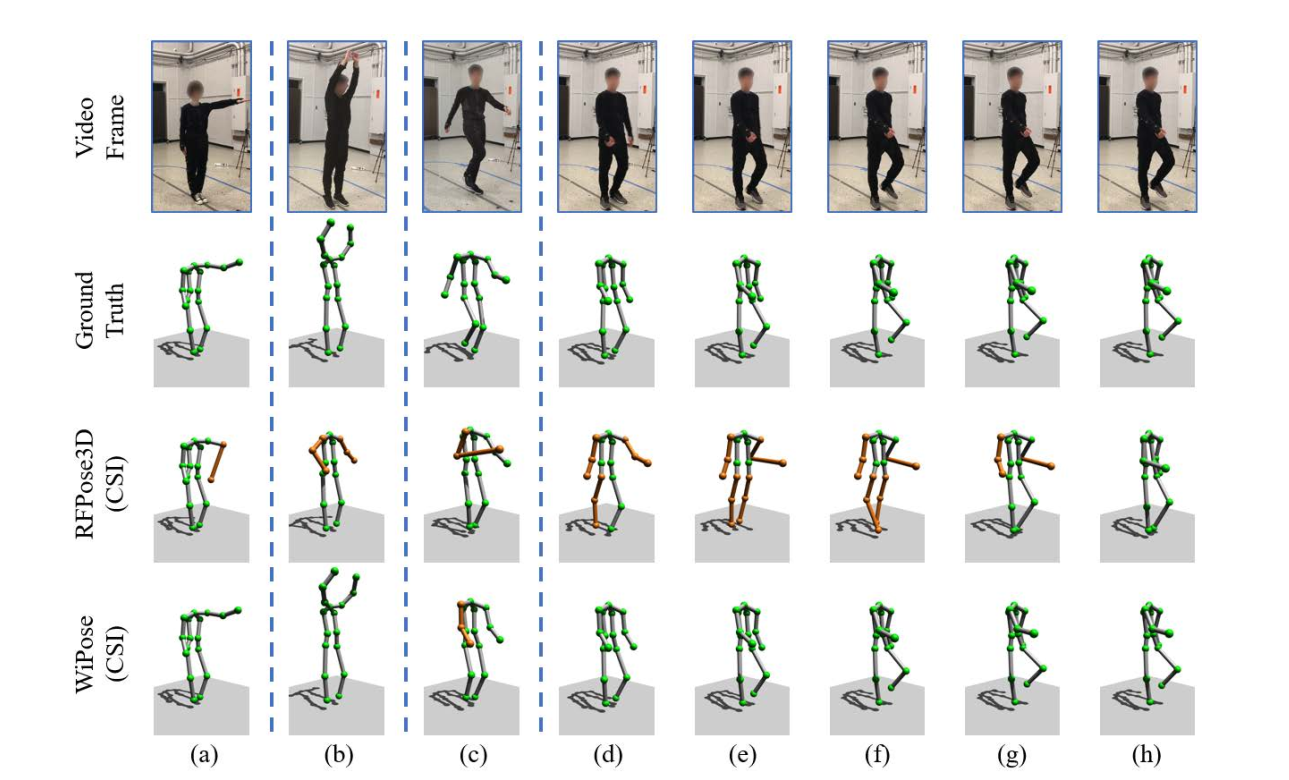 Video
Frame
Ground
Truth
RFPose3D
(CSI)
WiPose
(CSI)
(a) (b) (c) (d) (e) (f) (g) (h)